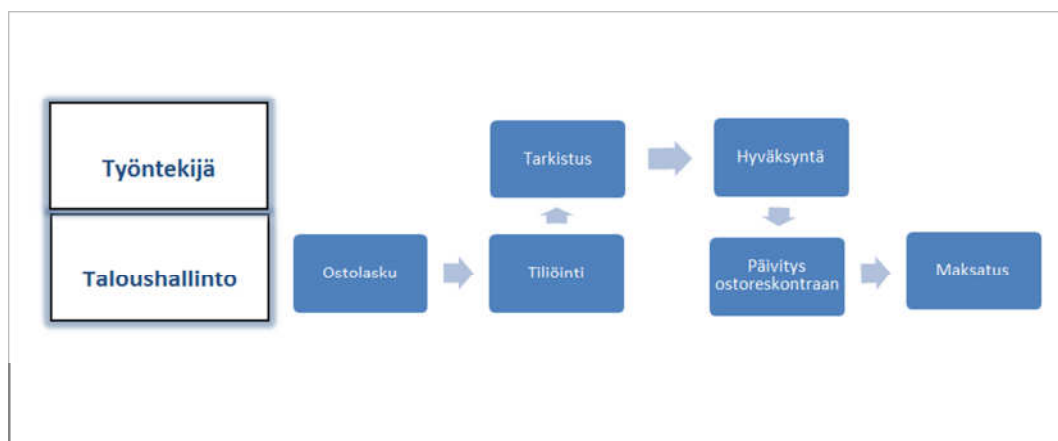 Työntekijä
Tarkistus
Hyväksyntä
Taloushallinto
Ostolasku
Tiliöinti
Päivitys
ostoreskontraan
Maksatus